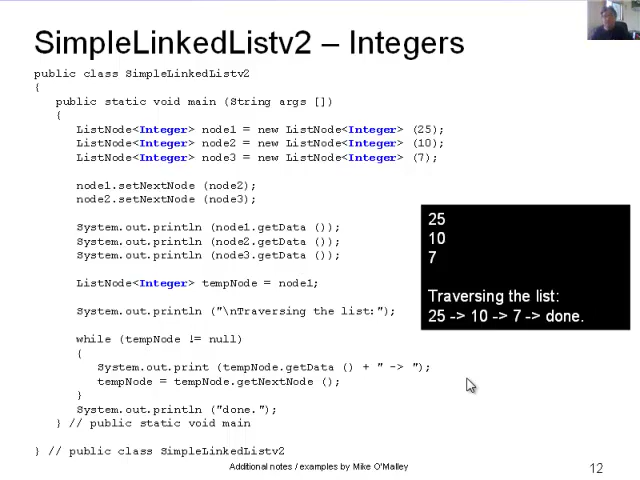 SimpleLinkedListv2 – Integers
public class SimpleLinkedListv2
{
public static void main (String args [])
{
ListNode<Integer> node1 = new ListNode<Integer> (25);
ListNode<Integer> node2 = new ListNode<Integer> (10);
ListNode<Integer> node3 = new ListNode<Integer> (7);
node1.setNextNode (node2);
node2.setNextNode (node3);
System.out.println (node1.getData ());
System.out.println (node2.getData ());
System.out.println (node3.getData ());
ListNode<Integer> tempNode = node1;
System.out.println ("\nTraversing the list:");
while (tempNode != null)
{
System.out.print (tempNode.getData () + " -> ");
tempNode = tempNode.getNextNode ();
}
System.out.println ("done.");
} // public static void main
} // public class SimpleLinkedListv2
25
10
7
Traversing the list:
25 -> 10 -> 7 -> done.
Additional notes / examples by Mike O'Malley
12